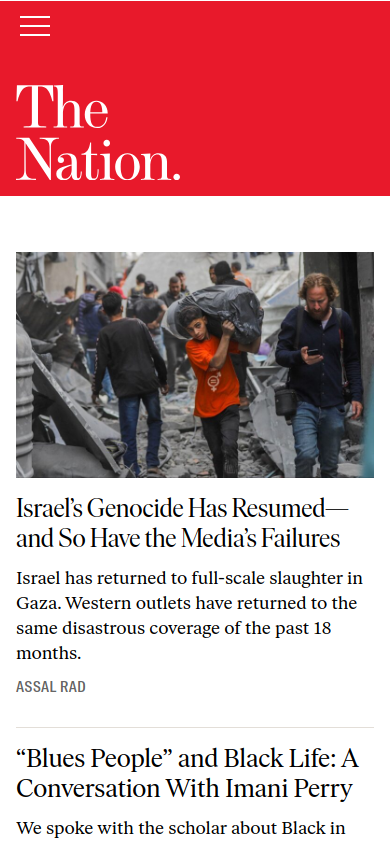 The
Nation.
Israel’s Genocide Has Resumed—
and So Have the Media’s Failures
Israel has returned to full-scale slaughter in
Gaza. Western outlets have returned to the
same disastrous coverage of the past 18
months.
ASSAL RAD
“Blues People” and Black Life: A
Conversation With Imani Perry
We spoke with the scholar about Black in